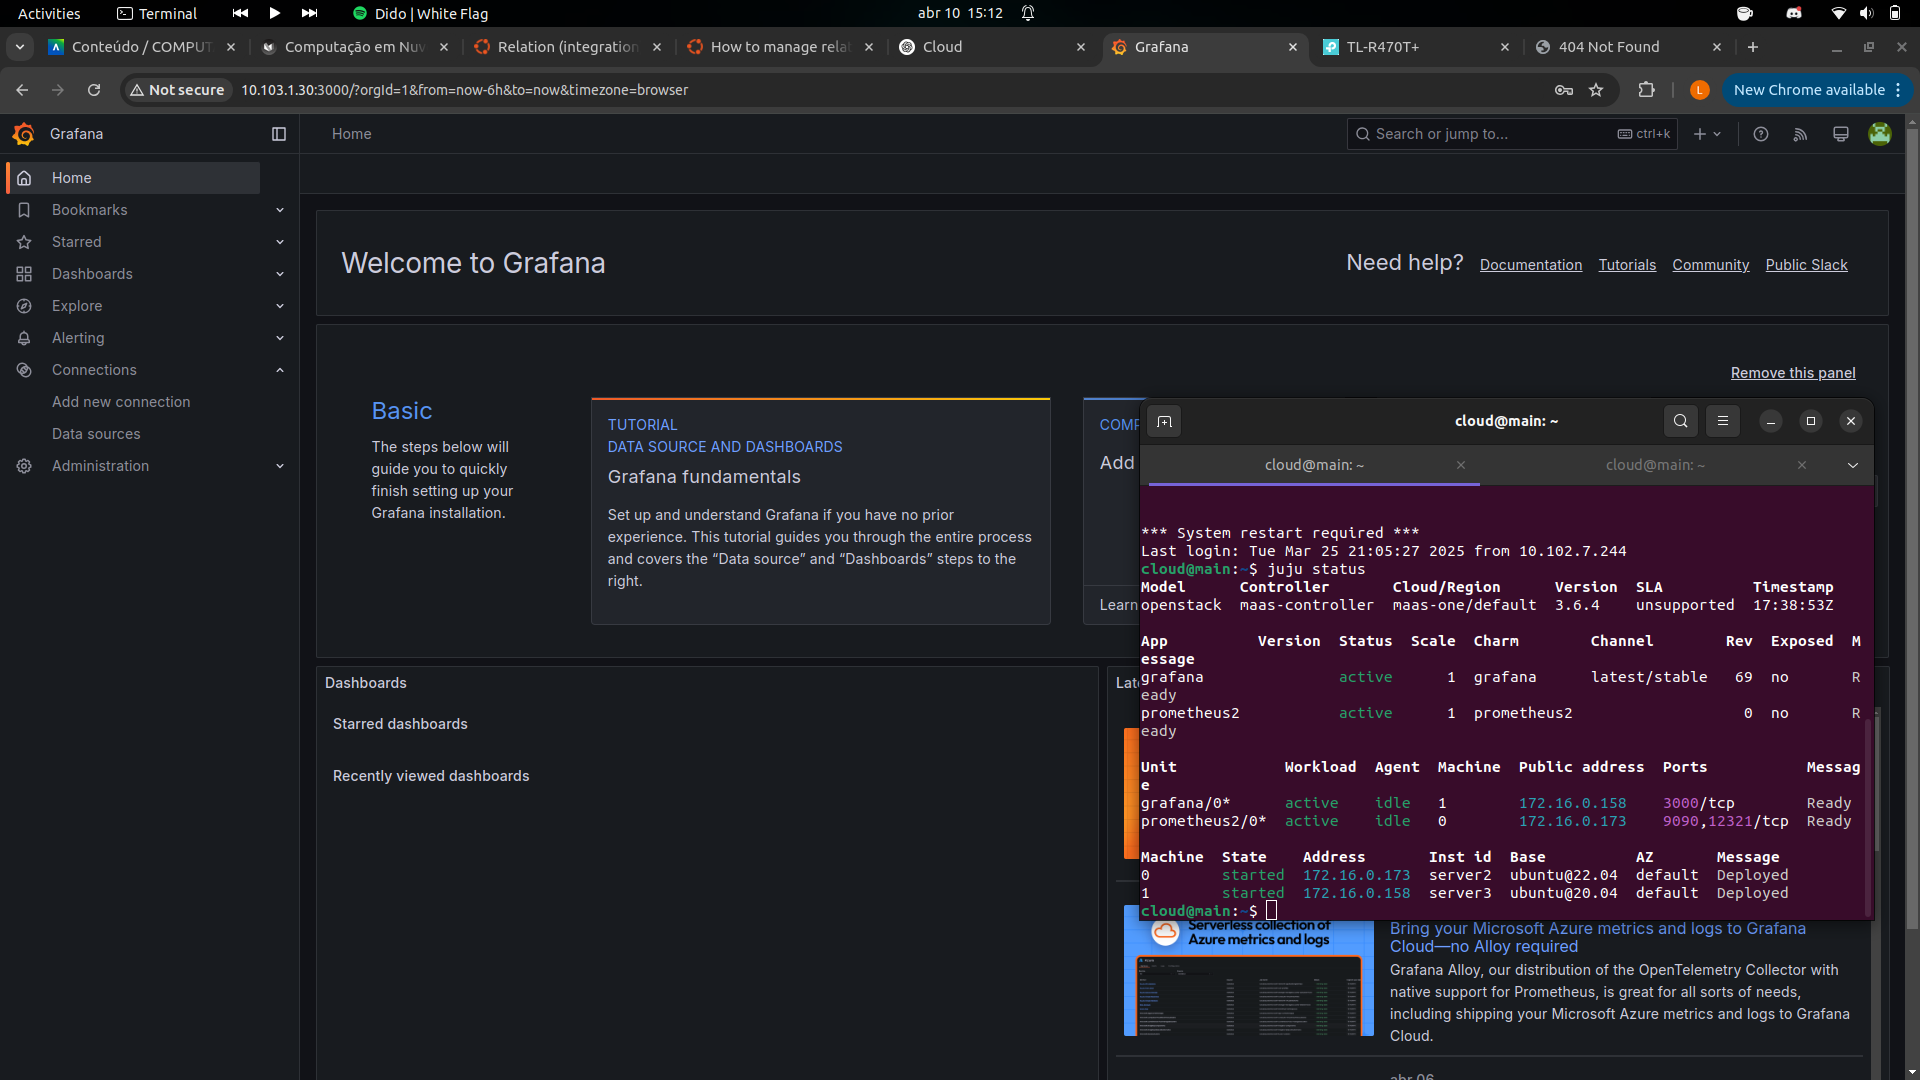 Activities Terminal Dido | White Flag abr 10 15:12
Conteúdo / COMPUT Computação em Nuv Relation (integration How to manage rela Cloud Grafana TL-R470T+ 404 Not Found
Not secure 10.103.1.30:3000/?orgId=1&from=now-6h&to=now&timezone=browser L New Chrome available
Grafana Home Search or jump to... ctrl+k
Home
Bookmarks
Starred
Dashboards
Explore
Alerting
Connections
Add new connection
Data sources
Administration
Welcome to Grafana
Need help? Documentation Tutorials Community Public Slack
Remove this panel
Basic
The steps below will
guide you to quickly
finish setting up your
Grafana installation.
TUTORIAL
DATA SOURCE AND DASHBOARDS
Grafana fundamentals
Set up and understand Grafana if you have no prior
experience. This tutorial guides you through the entire process
and covers the “Data source” and “Dashboards” steps to the
right.
COMP
Add
Learn
Dashboards
Starred dashboards
Recently viewed dashboards
Late
cloud@main: ~
cloud@main: ~ cloud@main: ~
*** System restart required ***
Last login: Tue Mar 25 21:05:27 2025 from 10.102.7.244
cloud@main:~$ juju status
Model Controller Cloud/Region Version SLA Timestamp
openstack maas-controller maas-one/default 3.6.4 unsupported 17:38:53Z
App Version Status Scale Charm Channel Rev Exposed M
essage
grafana active 1 grafana latest/stable 69 no R
eady
prometheus2 active 1 prometheus2 0 no R
eady
Unit Workload Agent Machine Public address Ports Messag
e
grafana/0* active idle 1 172.16.0.158 3000/tcp Ready
prometheus2/0* active idle 0 172.16.0.173 9090,12321/tcp Ready
Machine State Address Inst id Base AZ Message
0 started 172.16.0.173 server2 ubuntu@22.04 default Deployed
1 started 172.16.0.158 server3 ubuntu@20.04 default Deployed
cloud@main:~$
Serverless collection of
Azure metrics and logs
Bring your Microsoft Azure metrics and logs to Grafana
Cloud—no Alloy required
Grafana Alloy, our distribution of the OpenTelemetry Collector with
native support for Prometheus, is great for all sorts of needs,
including shipping your Microsoft Azure metrics and logs to Grafana
Cloud.
abr 06